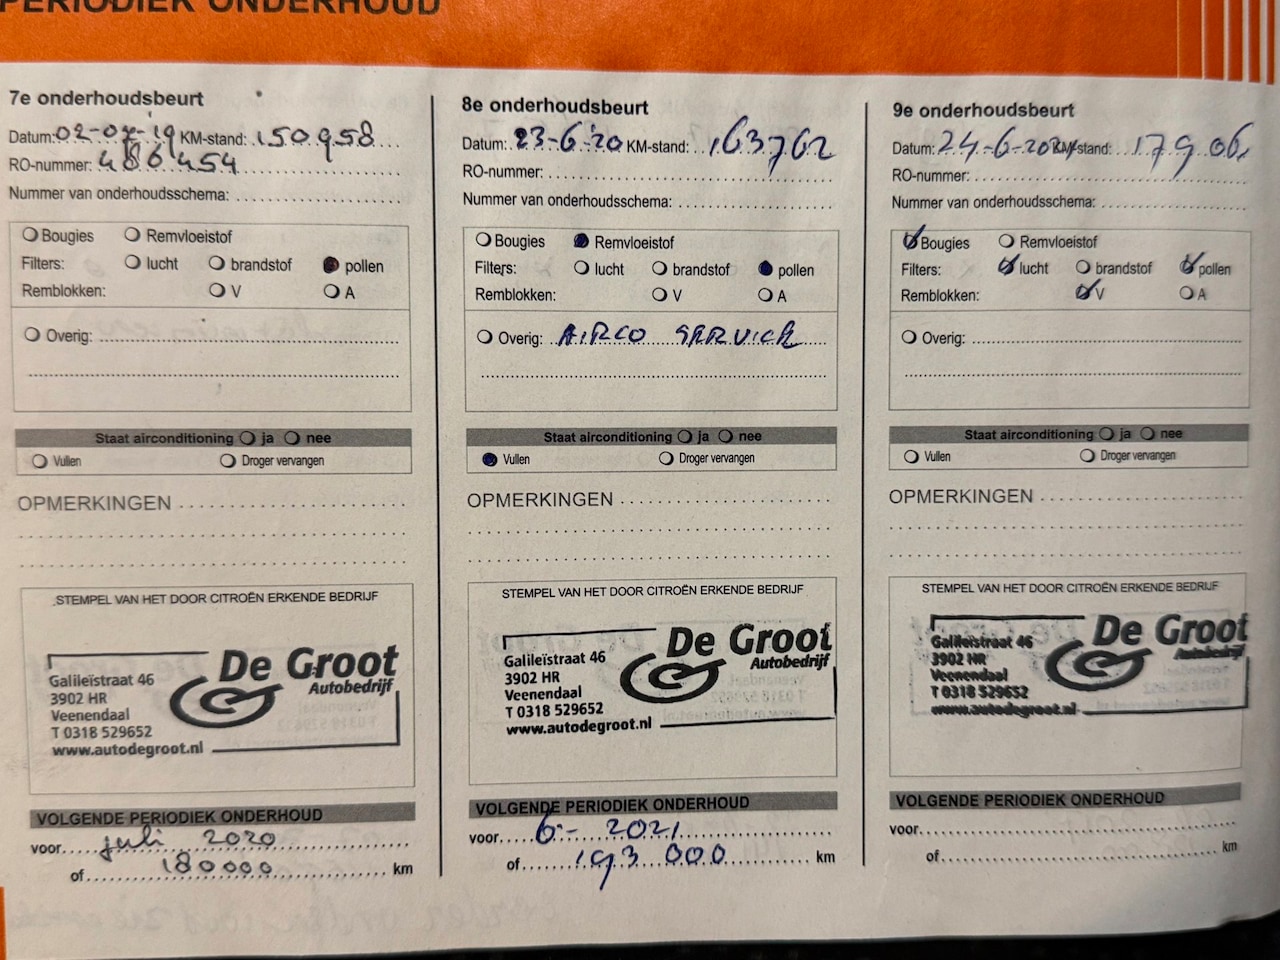 PERIODIEK ONDERHOUD
7e onderhoudsbeurt
Datum: 02-07-'19 KM-stand: 150958
RO-nummer: 486454
Nummer van onderhoudsschema:
Bougies Remvloeistof
Filters: lucht brandstof pollen
Remblokken: V A
Overig:
Staat airconditioning ja nee
Vullen Droger vervangen
OPMERKINGEN
STEMPEL VAN HET DOOR CITROËN ERKENDE BEDRIJF
De Groot
Autobedrijf
Galileïstraat 46
3902 HR
Veenendaal
T 0318 529652
www.autodegroot.nl
VOLGENDE PERIODIEK ONDERHOUD
voor juli 2020
of 180000 km
8e onderhoudsbeurt
Datum: 23-6-'20 KM-stand: 163762
RO-nummer:
Nummer van onderhoudsschema:
Bougies Remvloeistof
Filters: lucht brandstof pollen
Remblokken: V A
Overig: AIRCO SERVICE
Staat airconditioning ja nee
Vullen Droger vervangen
OPMERKINGEN
STEMPEL VAN HET DOOR CITROËN ERKENDE BEDRIJF
De Groot
Autobedrijf
Galileïstraat 46
3902 HR
Veenendaal
T 0318 529652
www.autodegroot.nl
VOLGENDE PERIODIEK ONDERHOUD
voor 6-2021
of 193 000 km
9e onderhoudsbeurt
Datum: KM-stand:
RO-nummer:
Nummer van onderhoudsschema:
Bougies Remvloeistof
Filters: lucht brandstof pollen
Remblokken: V A
Overig:
Staat airconditioning ja nee
Vullen Droger vervangen
OPMERKINGEN
STEMPEL VAN HET DOOR CITROËN ERKENDE BEDRIJF
De Groot
Autobedrijf
Galileïstraat 46
3902 HR
Veenendaal
T 0318 529652
www.autodegroot.nl
VOLGENDE PERIODIEK ONDERHOUD
voor
of km